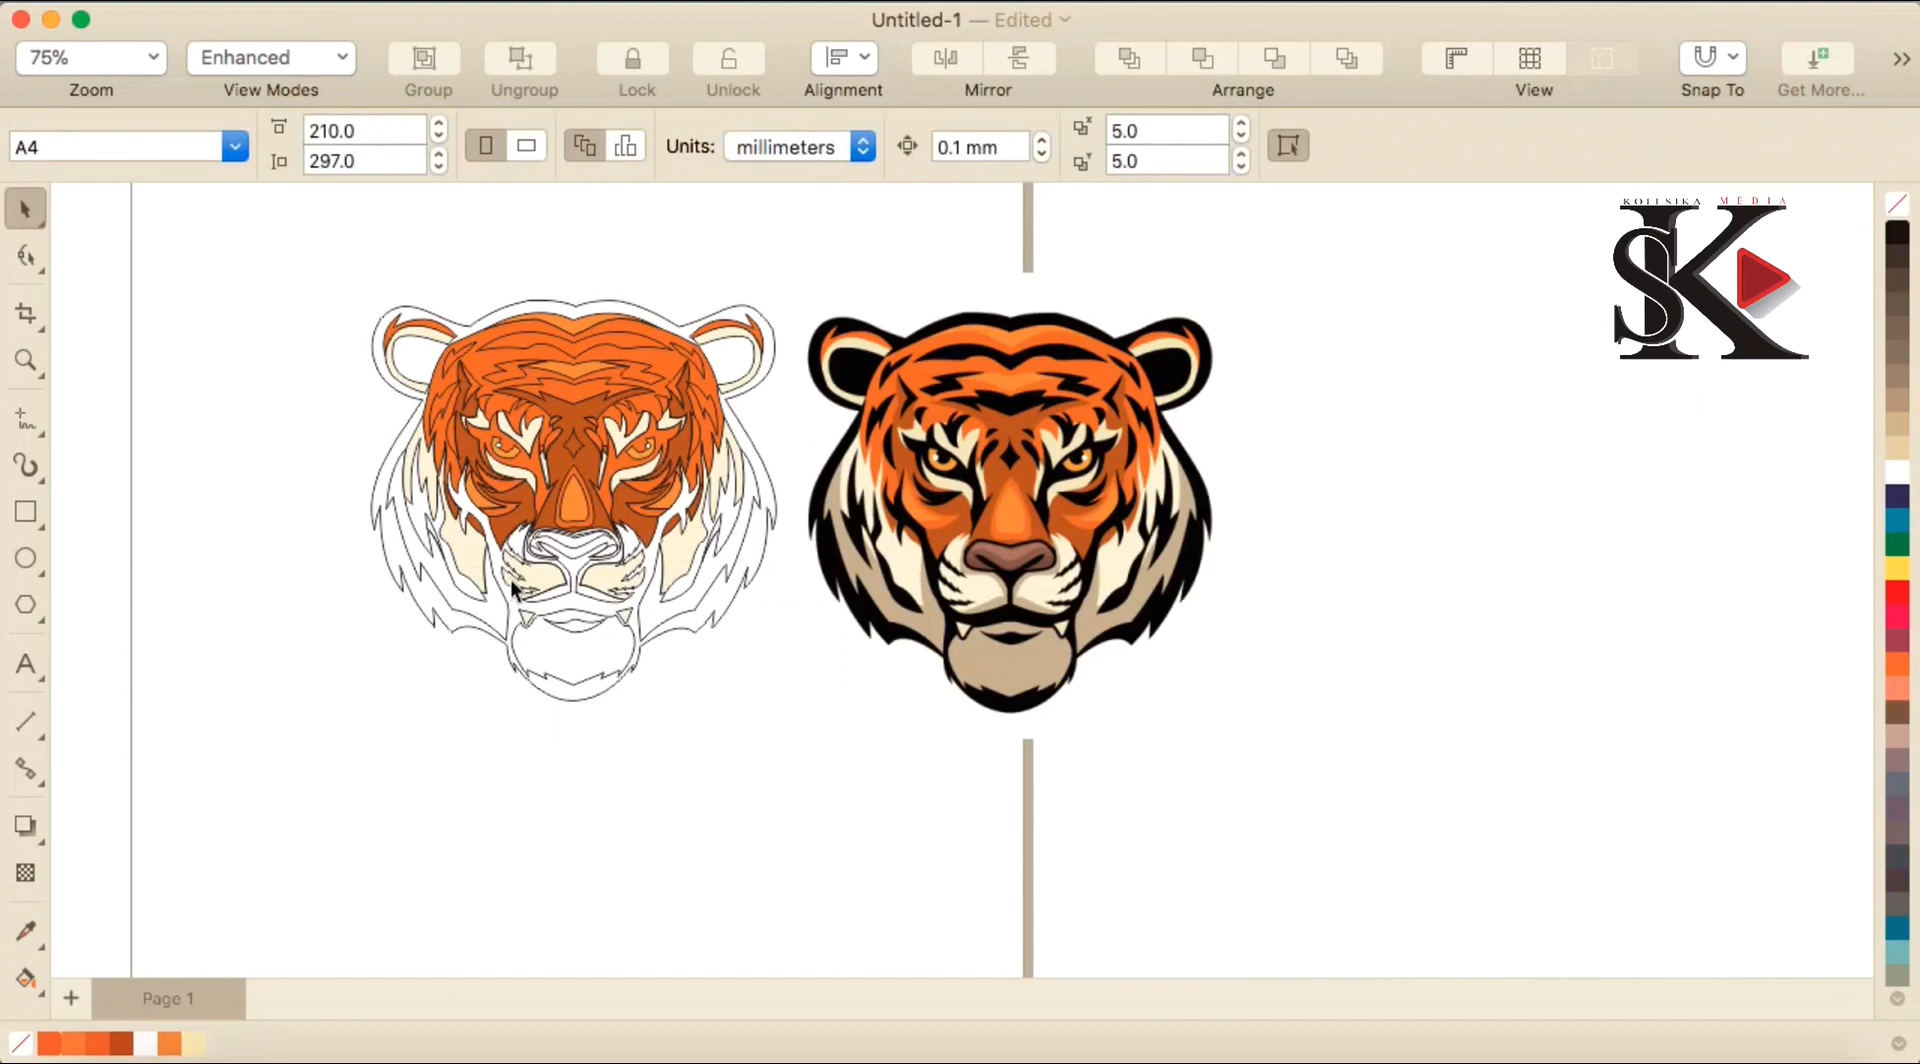 Untitled-1 — Edited
75%
Enhanced
Zoom
View Modes
Group
Ungroup
Lock
Unlock
Alignment
Mirror
Arrange
View
Snap To
Get More...
A4
210.0
297.0
Units:
millimeters
0.1 mm
5.0
5.0
KOLI SIKA MEDIA
SK
A
Page 1